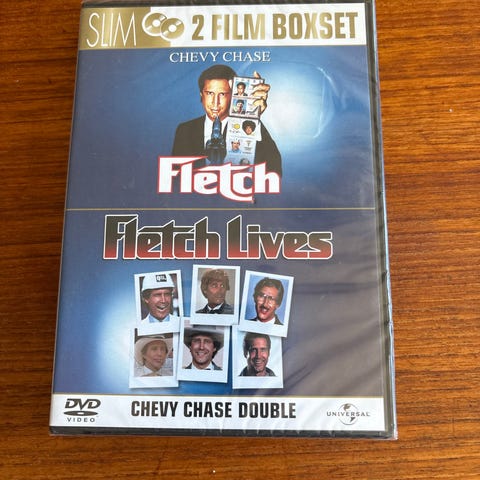 SLIM 2 FILM BOXSET
CHEVY CHASE
Fletch
Fletch Lives
DVD
VIDEO
CHEVY CHASE DOUBLE
UNIVERSAL